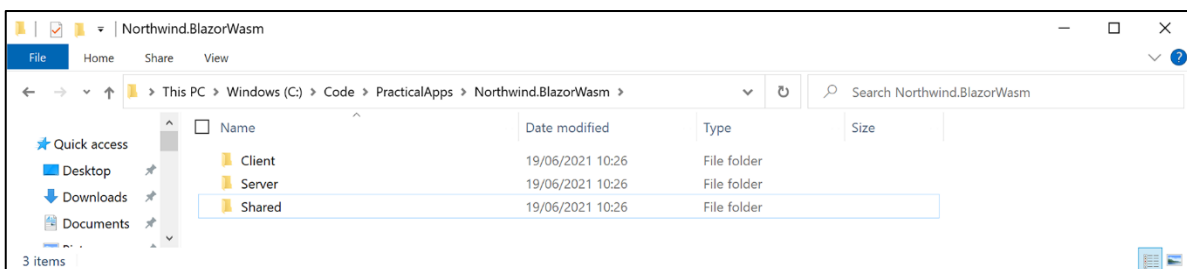 Northwind.BlazorWasm
File Home Share View
This PC > Windows (C:) > Code > PracticalApps > Northwind.BlazorWasm > Search Northwind.BlazorWasm
Name Date modified Type Size
Quick access
Client 19/06/2021 10:26 File folder
Desktop
Server 19/06/2021 10:26 File folder
Downloads
Shared 19/06/2021 10:26 File folder
Documents
3 items